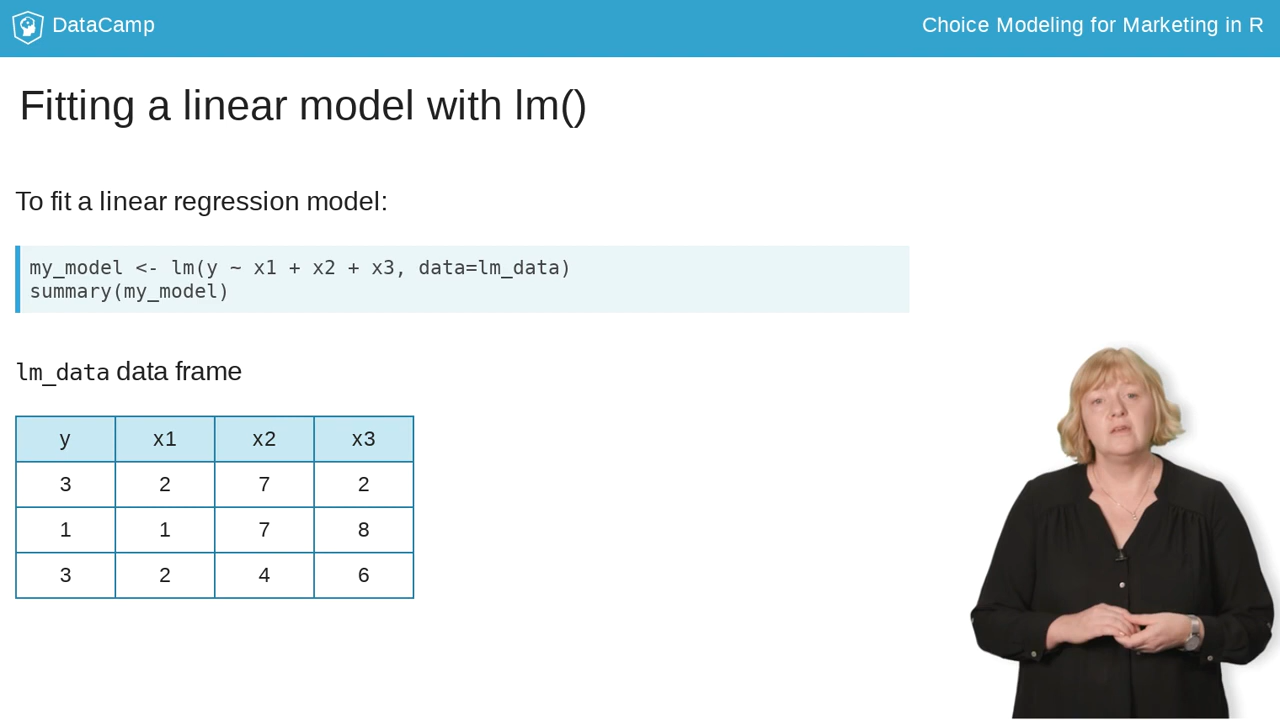 DataCamp
Choice Modeling for Marketing in R
Fitting a linear model with lm()
To fit a linear regression model:
my_model <- lm(y ~ x1 + x2 + x3, data=lm_data)
summary(my_model)
lm_data data frame
y x1 x2 x3
3 2 7 2
1 1 7 8
3 2 4 6